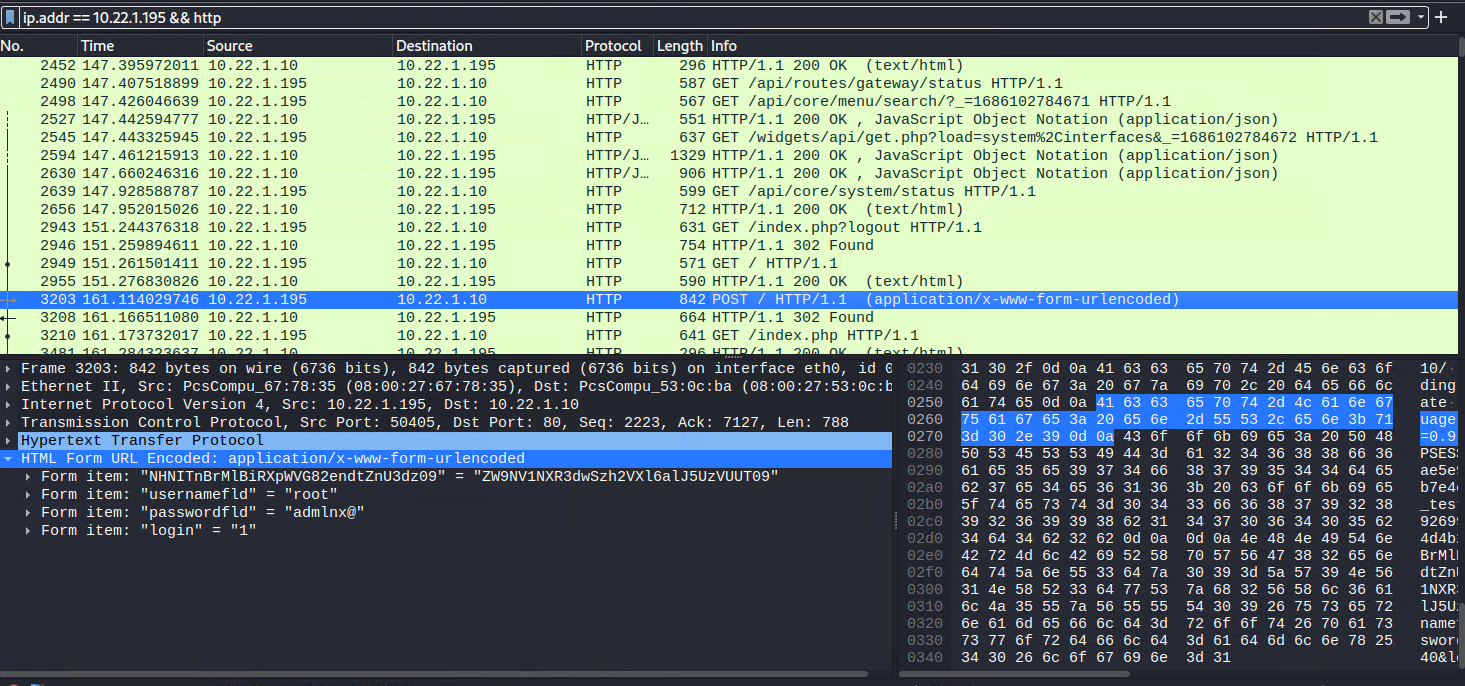 ip.addr == 10.22.1.195 && http
No. Time Source Destination Protocol Length Info
2452 147.395972011 10.22.1.10 10.22.1.195 HTTP 296 HTTP/1.1 200 OK (text/html)
2490 147.407518899 10.22.1.195 10.22.1.10 HTTP 587 GET /api/routes/gateway/status HTTP/1.1
2498 147.426046639 10.22.1.195 10.22.1.10 HTTP 567 GET /api/core/menu/search/?_=1686102784671 HTTP/1.1
2527 147.442594777 10.22.1.10 10.22.1.195 HTTP/J… 551 HTTP/1.1 200 OK , JavaScript Object Notation (application/json)
2545 147.443325945 10.22.1.195 10.22.1.10 HTTP 637 GET /widgets/api/get.php?load=system%2Cinterfaces&_=1686102784672 HTTP/1.1
2594 147.461215913 10.22.1.10 10.22.1.195 HTTP/J… 1329 HTTP/1.1 200 OK , JavaScript Object Notation (application/json)
2630 147.660246316 10.22.1.10 10.22.1.195 HTTP/J… 906 HTTP/1.1 200 OK , JavaScript Object Notation (application/json)
2639 147.928588787 10.22.1.195 10.22.1.10 HTTP 599 GET /api/core/system/status HTTP/1.1
2656 147.952015026 10.22.1.10 10.22.1.195 HTTP 712 HTTP/1.1 200 OK (text/html)
2943 151.244376318 10.22.1.195 10.22.1.10 HTTP 631 GET /index.php?logout HTTP/1.1
2946 151.259894611 10.22.1.10 10.22.1.195 HTTP 754 HTTP/1.1 302 Found
2949 151.261501411 10.22.1.195 10.22.1.10 HTTP 571 GET / HTTP/1.1
2955 151.276830826 10.22.1.10 10.22.1.195 HTTP 590 HTTP/1.1 200 OK (text/html)
3203 161.114029746 10.22.1.195 10.22.1.10 HTTP 842 POST / HTTP/1.1 (application/x-www-form-urlencoded)
3208 161.166511080 10.22.1.10 10.22.1.195 HTTP 664 HTTP/1.1 302 Found
3210 161.173732017 10.22.1.195 10.22.1.10 HTTP 641 GET /index.php HTTP/1.1
3481 161.284323637 10.22.1.10 10.22.1.195 HTTP 296 HTTP/1.1 200 OK (text/html)
Frame 3203: 842 bytes on wire (6736 bits), 842 bytes captured (6736 bits) on interface eth0, id 0
Ethernet II, Src: PcsCompu_67:78:35 (08:00:27:67:78:35), Dst: PcsCompu_53:0c:ba (08:00:27:53:0c:b
Internet Protocol Version 4, Src: 10.22.1.195, Dst: 10.22.1.10
Transmission Control Protocol, Src Port: 50405, Dst Port: 80, Seq: 2223, Ack: 7127, Len: 788
Hypertext Transfer Protocol
HTML Form URL Encoded: application/x-www-form-urlencoded
Form item: "NHNITnBrMlBiRXpWVG82endtZnU3dz09" = "ZW9NV1NXR3dwSzh2VXl6alJ5UzVUUT09"
Form item: "usernamefld" = "root"
Form item: "passwordfld" = "admlnx@"
Form item: "login" = "1"
0230 31 30 2f 0d 0a 41 63 63 65 70 74 2d 45 6e 63 6f 10/·
0240 64 69 6e 67 3a 20 67 7a 69 70 2c 20 64 65 66 6c ding
0250 61 74 65 0d 0a 41 63 63 65 70 74 2d 4c 61 6e 67 ate·
0260 75 61 67 65 3a 20 65 6e 2d 55 53 2c 65 6e 3b 71 uage
0270 3d 30 2e 39 0d 0a 43 6f 6f 6b 69 65 3a 20 50 48 =0.9
0280 50 53 45 53 53 49 44 3d 61 32 34 36 38 38 66 36 PSES
0290 61 65 35 65 39 37 34 66 38 37 39 35 34 34 64 65 ae5e9
02a0 62 37 65 34 65 36 31 36 3b 20 63 6f 6f 6b 69 65 b7e4
02b0 5f 74 65 73 74 3d 30 34 33 66 36 38 37 39 32 38 _tes
02c0 39 32 36 39 39 38 62 31 34 37 30 36 34 30 35 62 9269
02d0 34 64 34 62 32 62 0d 0a 0d 0a 4e 48 4e 49 54 6e 4d4b
02e0 42 72 4d 6c 42 69 52 58 70 57 56 47 38 32 65 6e BrMl
02f0 64 74 5a 6e 55 33 64 7a 30 39 3d 5a 57 39 4e 56 dtZn
0300 31 4e 58 52 33 64 77 53 7a 68 32 56 58 6c 36 61 1NXR
0310 6c 4a 35 55 7a 56 55 55 54 30 39 26 75 73 65 72 lJ5U
0320 6e 61 6d 65 66 6c 64 3d 72 6f 6f 74 26 70 61 73 name
0330 73 77 6f 72 64 66 6c 64 3d 61 64 6d 6c 6e 78 25 swor
0340 34 30 26 6c 6f 67 69 6e 3d 31 40&l